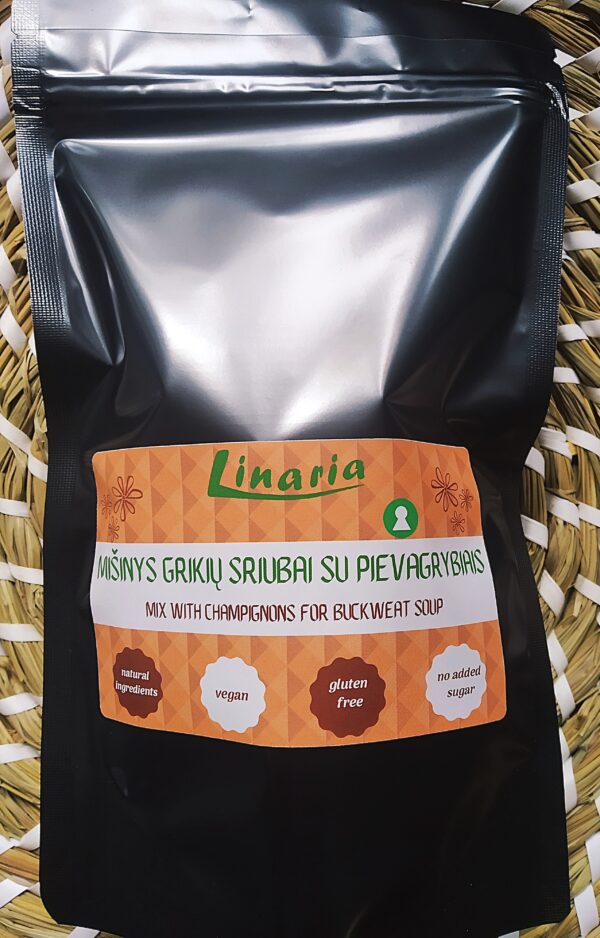 Linaria
MIŠINYS GRIKIŲ SRIUBAI SU PIEVAGRYBIAIS
MIX WITH CHAMPIGNONS FOR BUCKWEAT SOUP
natural
ingredients
vegan
gluten
free
no added
sugar